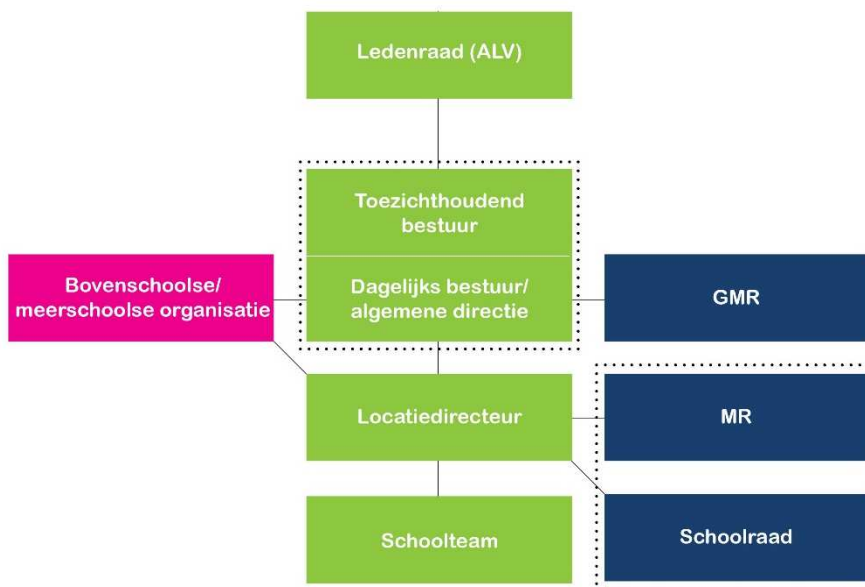 Ledenraad (ALV)
Toezichthoudend
bestuur
Bovenschoolse/
meerschoolse organisatie
Dagelijks bestuur/
algemene directie
GMR
Locatiedirecteur
MR
Schoolteam
Schoolraad